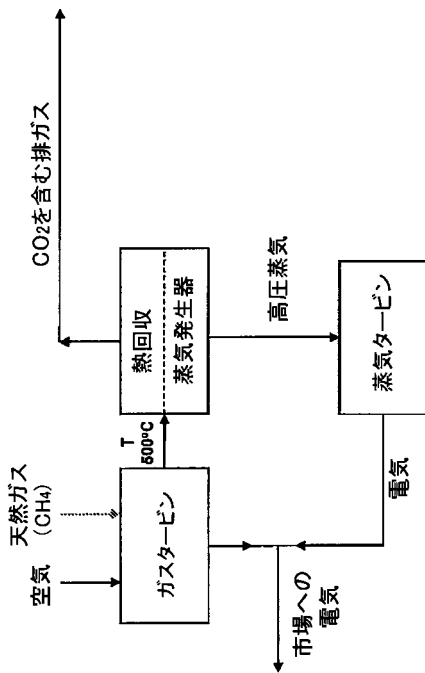 空気
天然ガス
(CH4)
CO2を含む排ガス
ガスタービン
T
500℃
熱回収
蒸気発生器
高圧蒸気
市場への
電気
電気
蒸気タービン